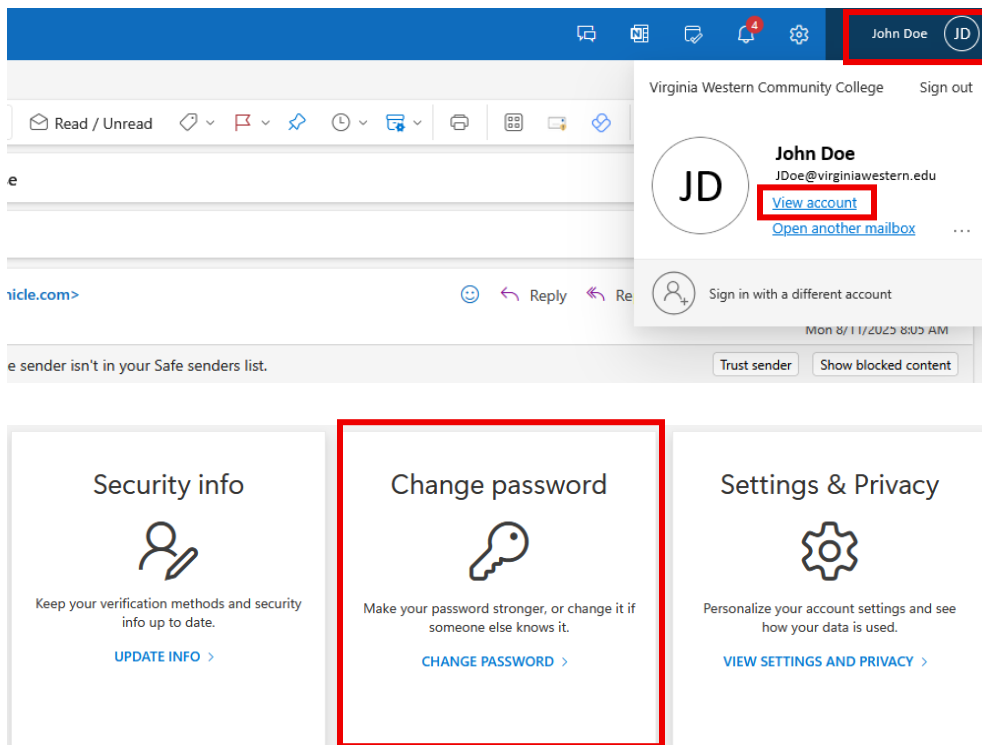 4
John Doe JD
Virginia Western Community College Sign out
Read / Unread
John Doe
JD
JDoe@virginiawestern.edu
View account
Open another mailbox ...
nicle.com>
Reply
Re
Sign in with a different account
Mon 8/11/2025 8:05 AM
e sender isn't in your Safe senders list.
Trust sender Show blocked content
Security info
Keep your verification methods and security
info up to date.
UPDATE INFO >
Change password
Make your password stronger, or change it if
someone else knows it.
CHANGE PASSWORD >
Settings & Privacy
Personalize your account settings and see
how your data is used.
VIEW SETTINGS AND PRIVACY >